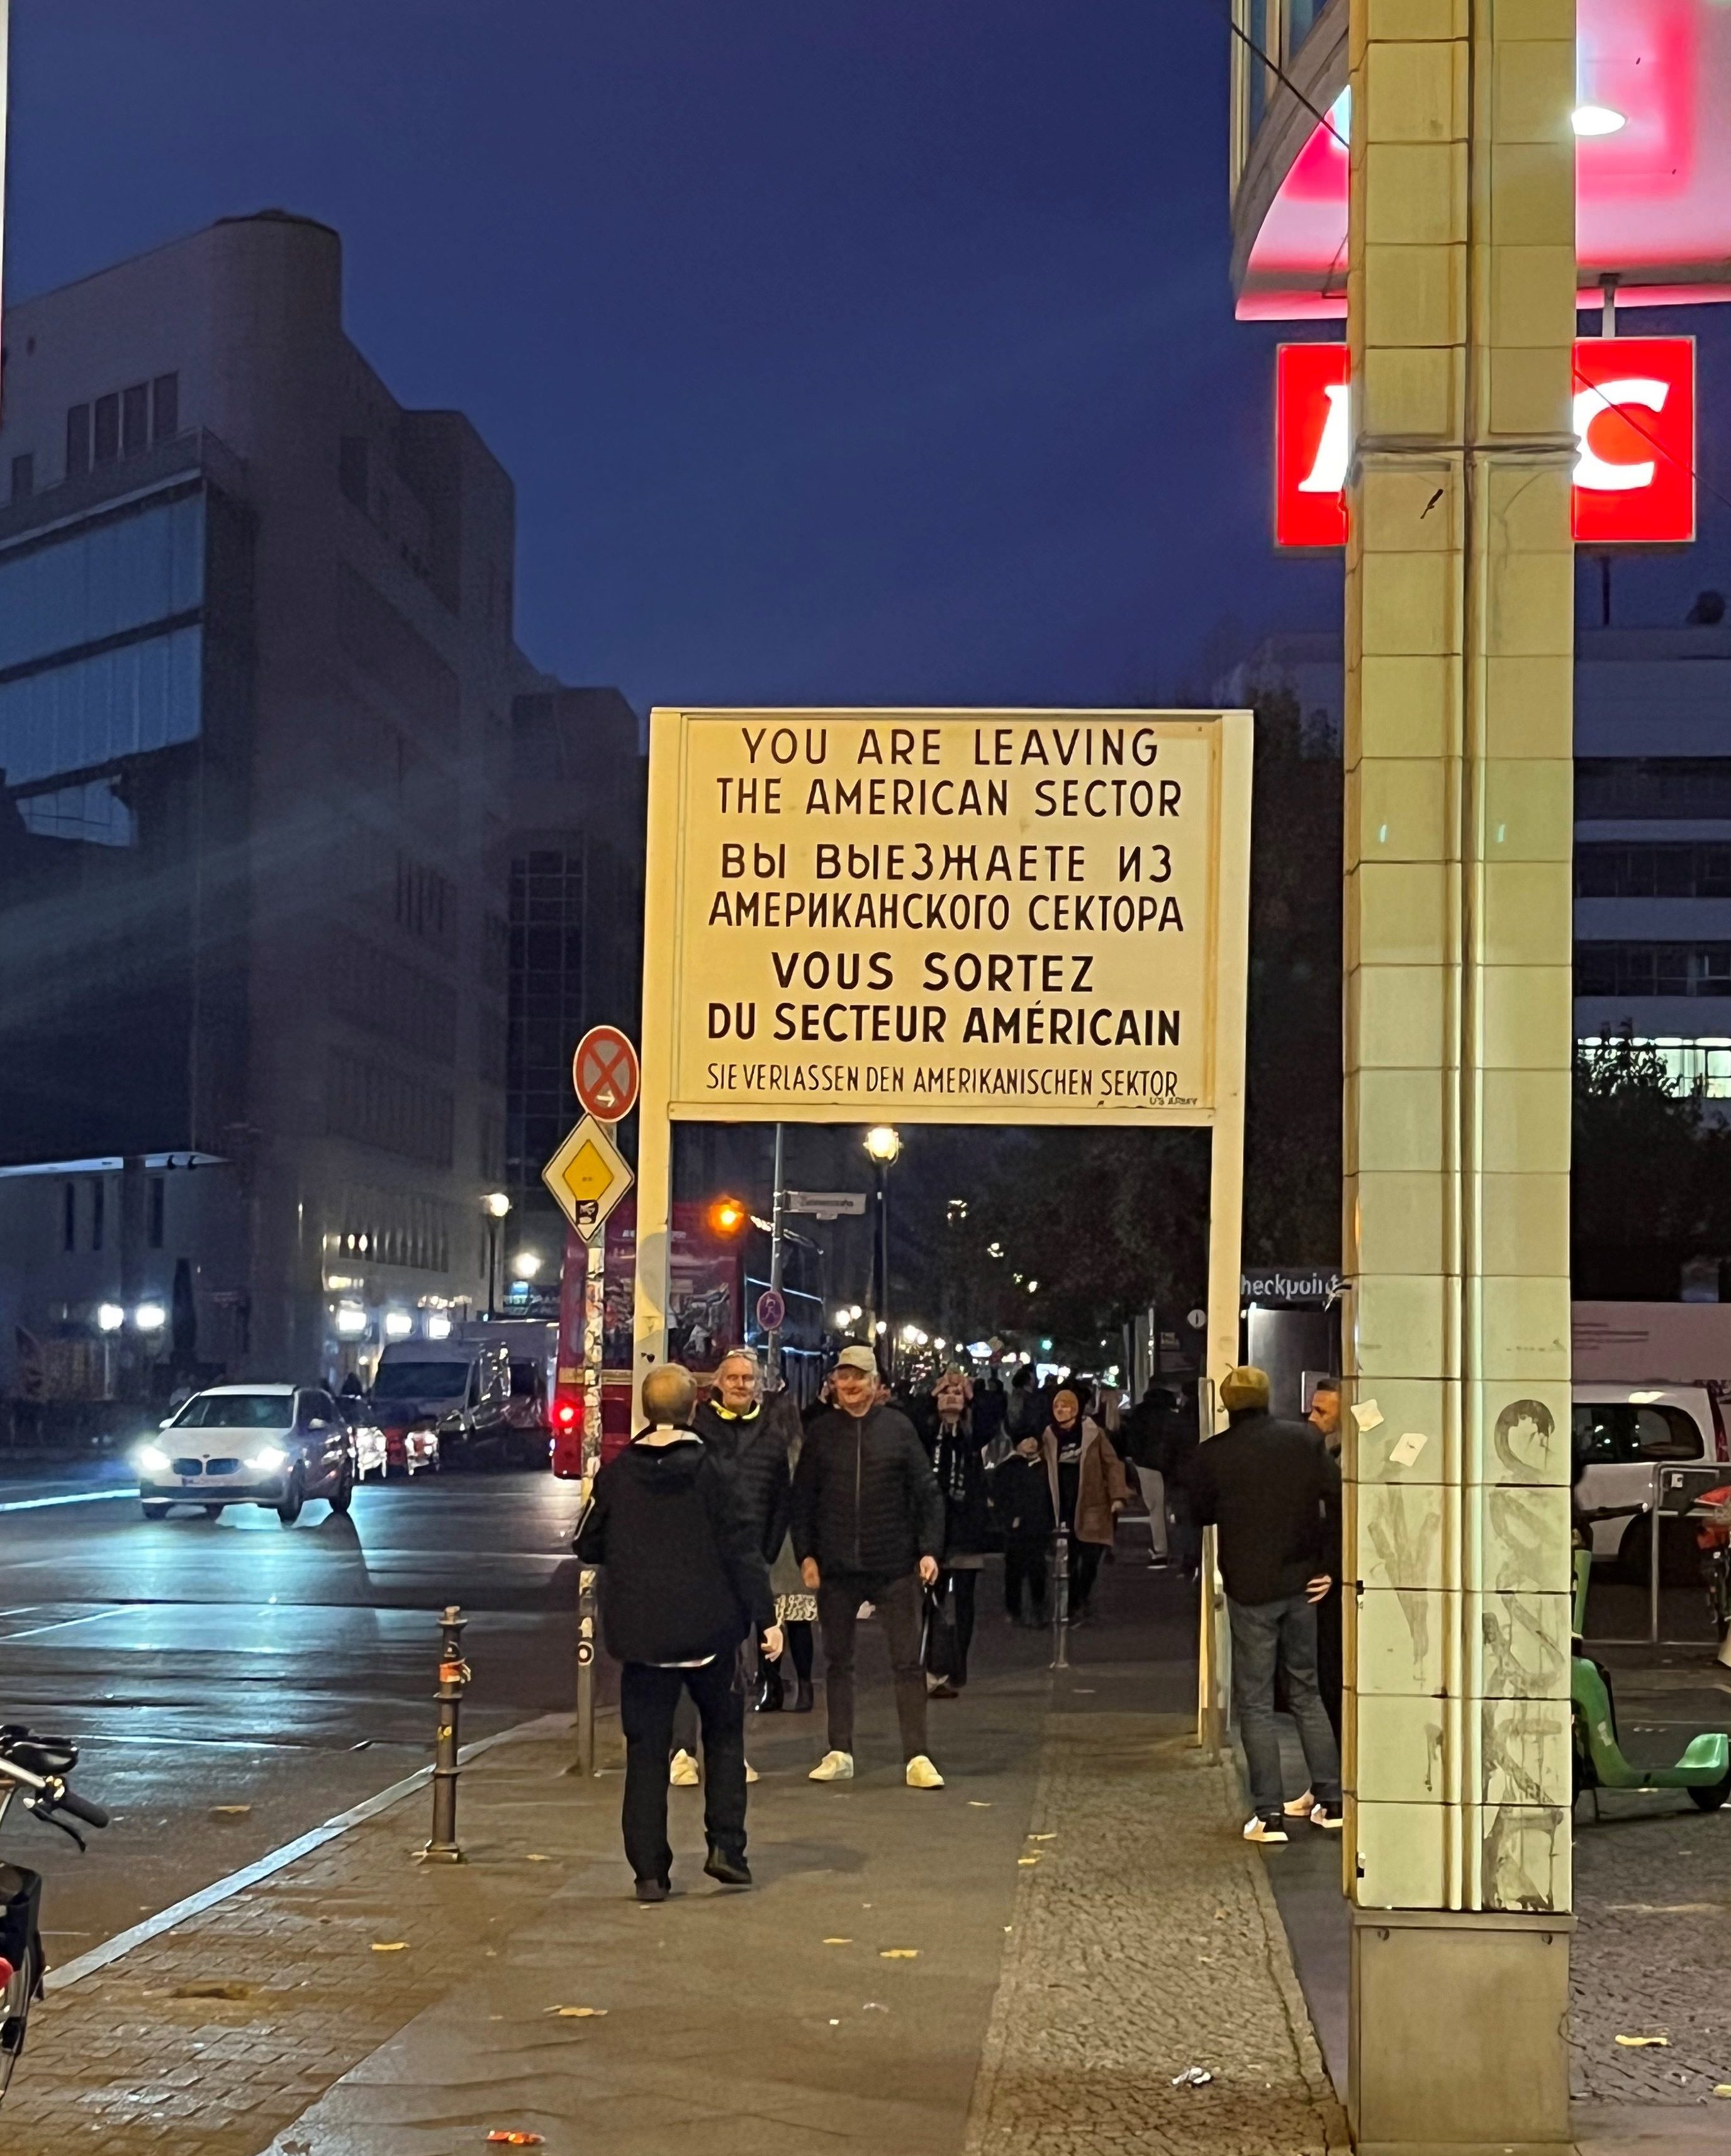 YOU ARE LEAVING
THE AMERICAN SECTOR
ВЫ ВЫЕЗЖАЕТЕ ИЗ
АМЕРИКАНСКОГО СЕКТОРА
VOUS SORTEZ
DU SECTEUR AMÉRICAIN
SIE VERLASSEN DEN AMERIKANISCHEN SEKTOR
US ARMY
heckpoint